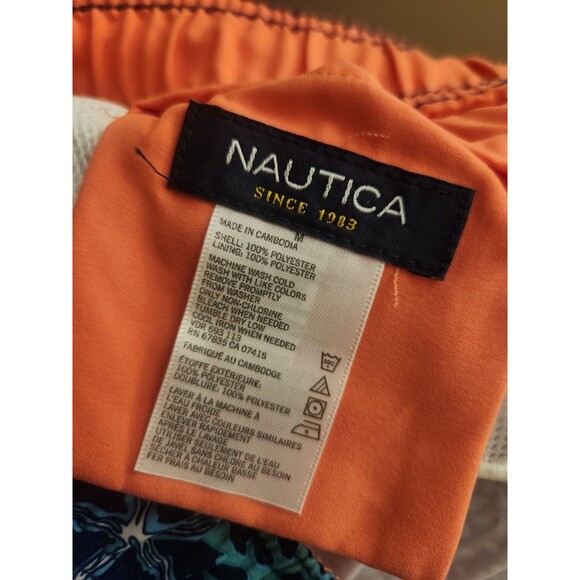 NAUTICA
SINCE 1983
M
MADE IN CAMBODIA
SHELL: 100% POLYESTER
LINING: 100% POLYESTER
MACHINE WASH COLD
WASH WITH LIKE COLORS
REMOVE PROMPTLY
FROM WASHER
ONLY NON-CHLORINE
BLEACH WHEN NEEDED
TUMBLE DRY LOW
COOL IRON WHEN NEEDED
VDR 693 113
RN 67835 CA 07415
FABRIQUÉ AU CAMBODGE
ÉTOFFE EXTÉRIEURE:
100% POLYESTER
DOUBLURE: 100% POLYESTER
LAVER À LA MACHINE À
L'EAU FROIDE
LAVER AVEC COULEURS SIMILAIRES
ENLEVER RAPIDEMENT
APRÈS LE LAVAGE
UTILISER SEULEMENT DE L'EAU
DE JAVEL SANS CHLORE AU BESOIN
SÉCHER À CHALEUR BASSE
FER FRAIS AU BESOIN
30C